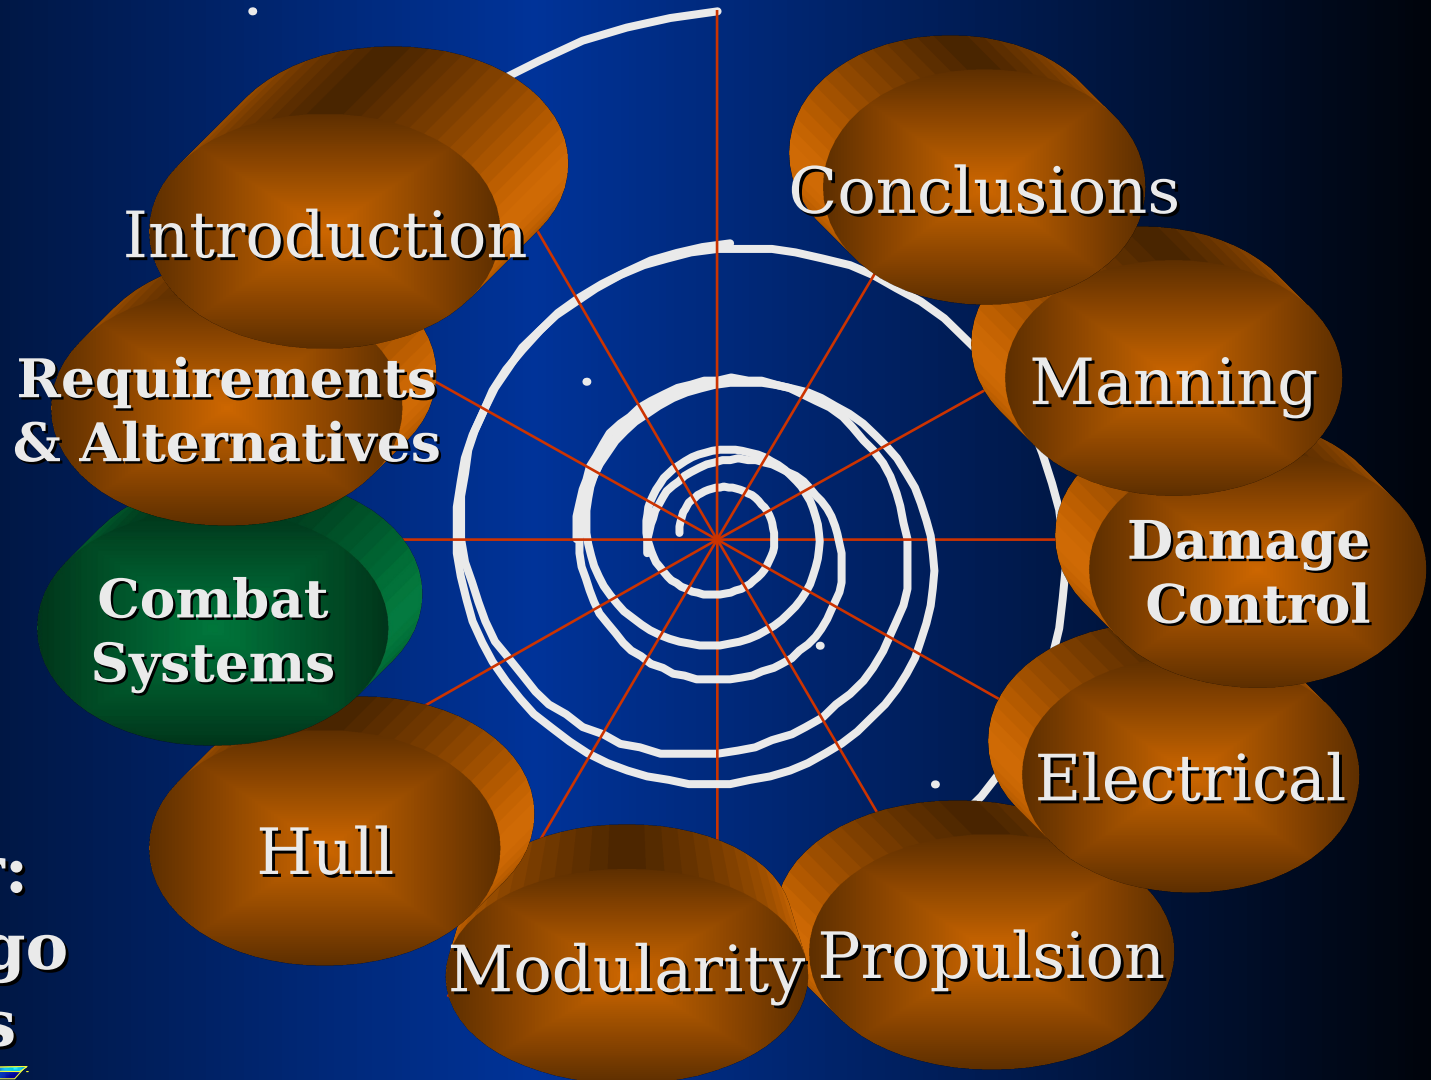 Introduction
Requirements
& Alternatives
Combat
Systems
Hull
Modularity
Propulsion
Electrical
Damage
Control
Manning
Conclusions